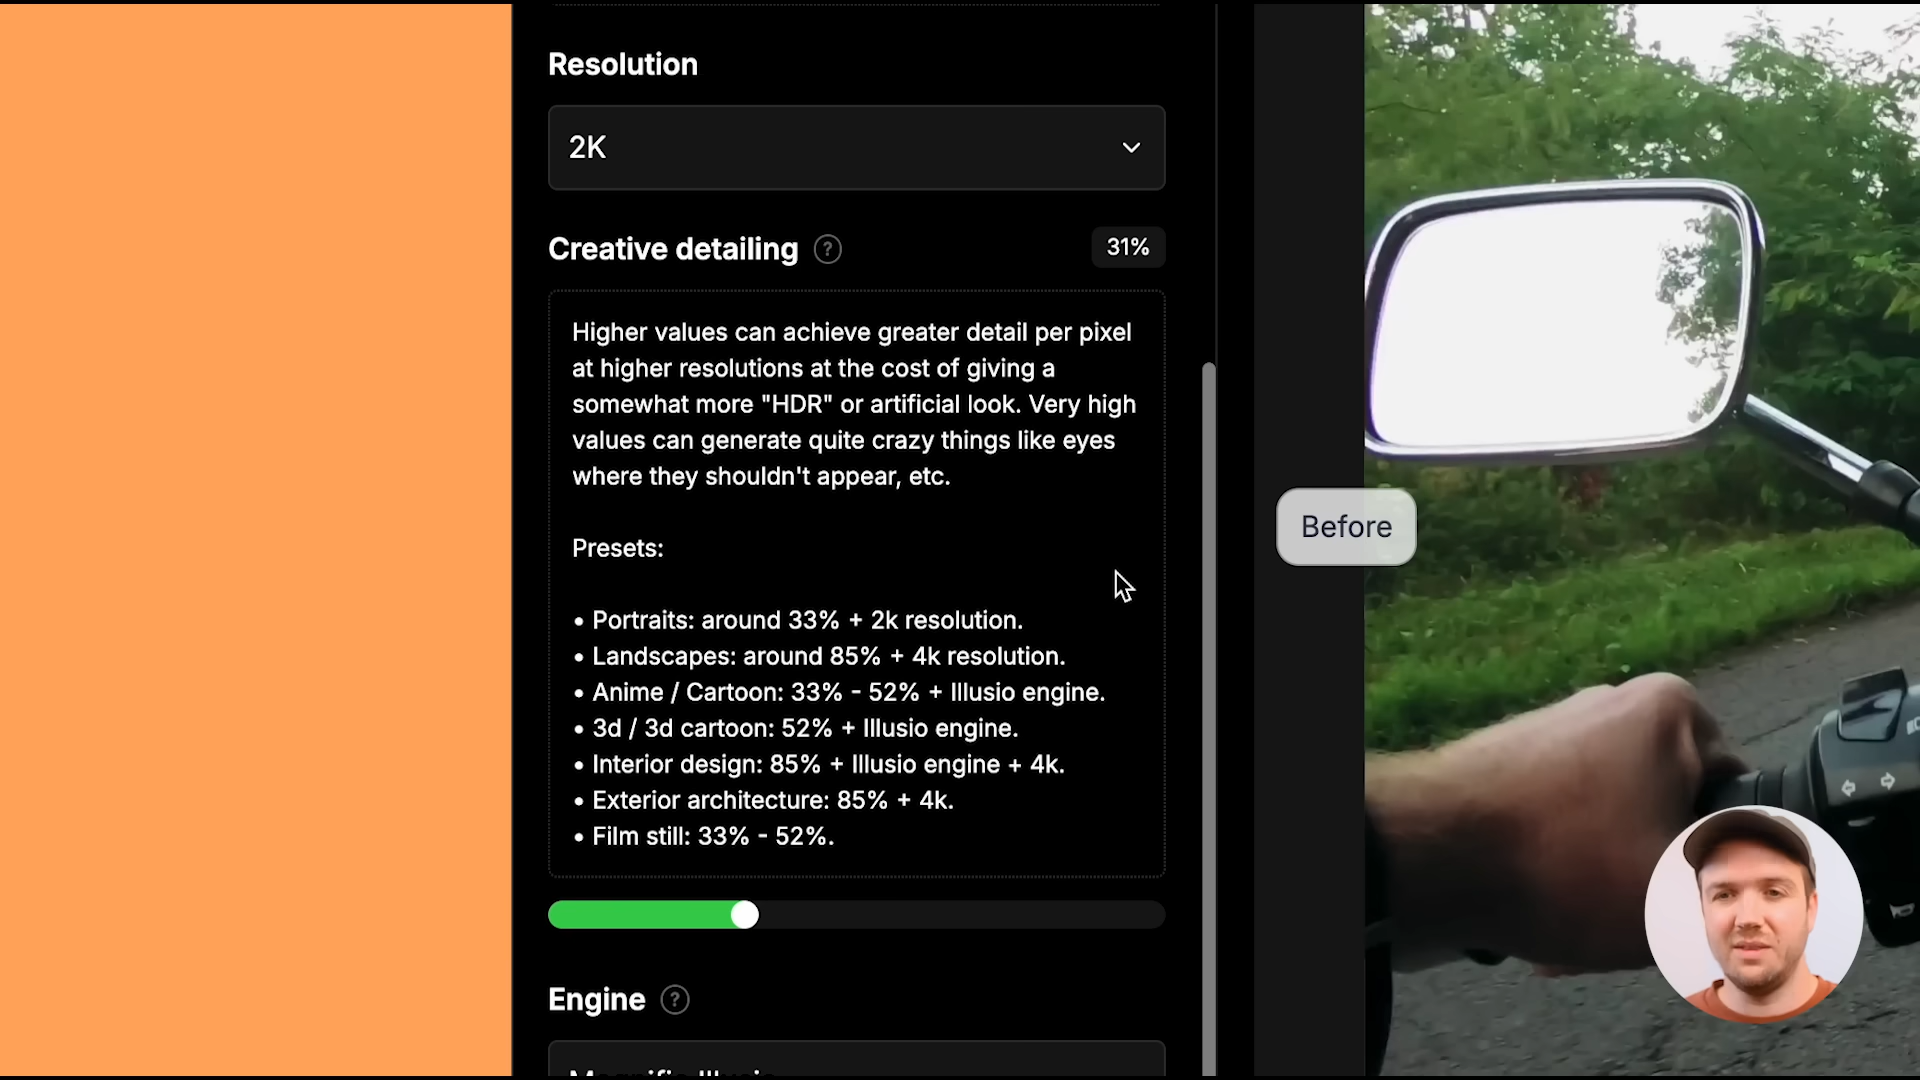 Resolution
2K
Creative detailing ?
31%
Higher values can achieve greater detail per pixel
at higher resolutions at the cost of giving a
somewhat more "HDR" or artificial look. Very high
values can generate quite crazy things like eyes
where they shouldn't appear, etc.
Presets:
• Portraits: around 33% + 2k resolution.
• Landscapes: around 85% + 4k resolution.
• Anime / Cartoon: 33% - 52% + Illusio engine.
• 3d / 3d cartoon: 52% + Illusio engine.
• Interior design: 85% + Illusio engine + 4k.
• Exterior architecture: 85% + 4k.
• Film still: 33% - 52%.
Engine ?
Magnific Illusio
Before